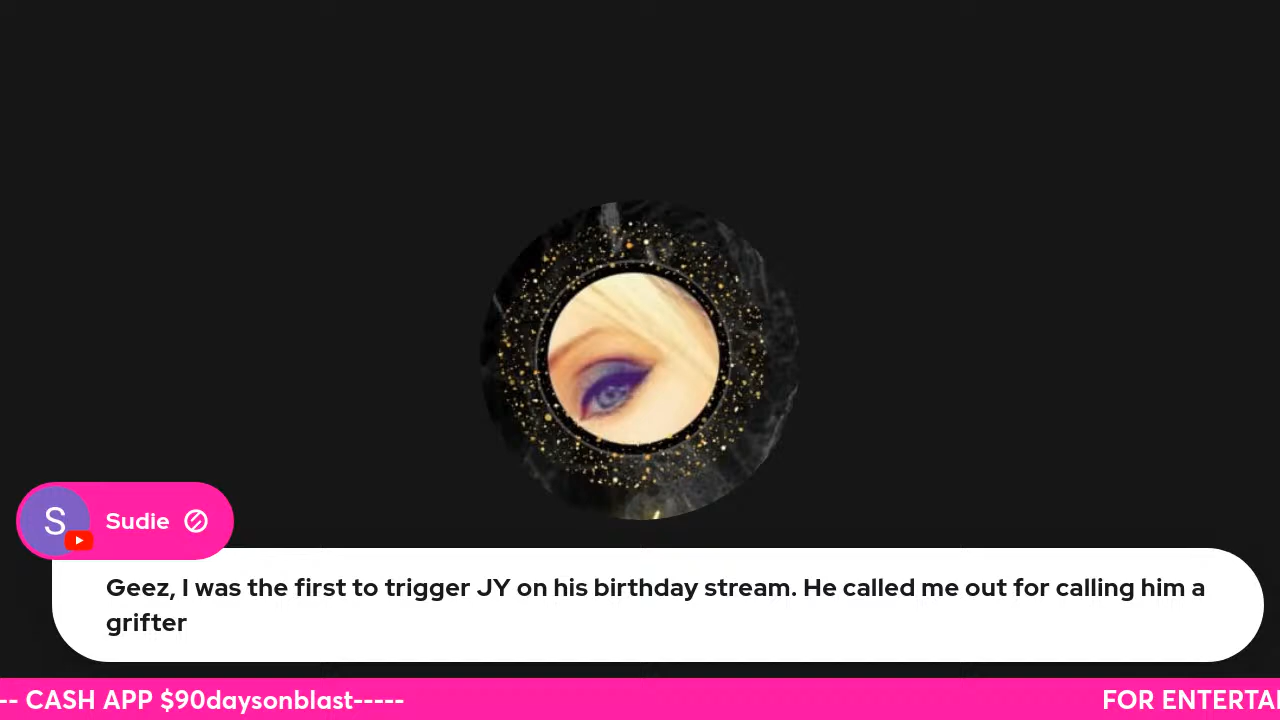 S
Sudie
Geez, I was the first to trigger JY on his birthday stream. He called me out for calling him a
grifter
-- CASH APP $90daysonblast-----
FOR ENTERTAI